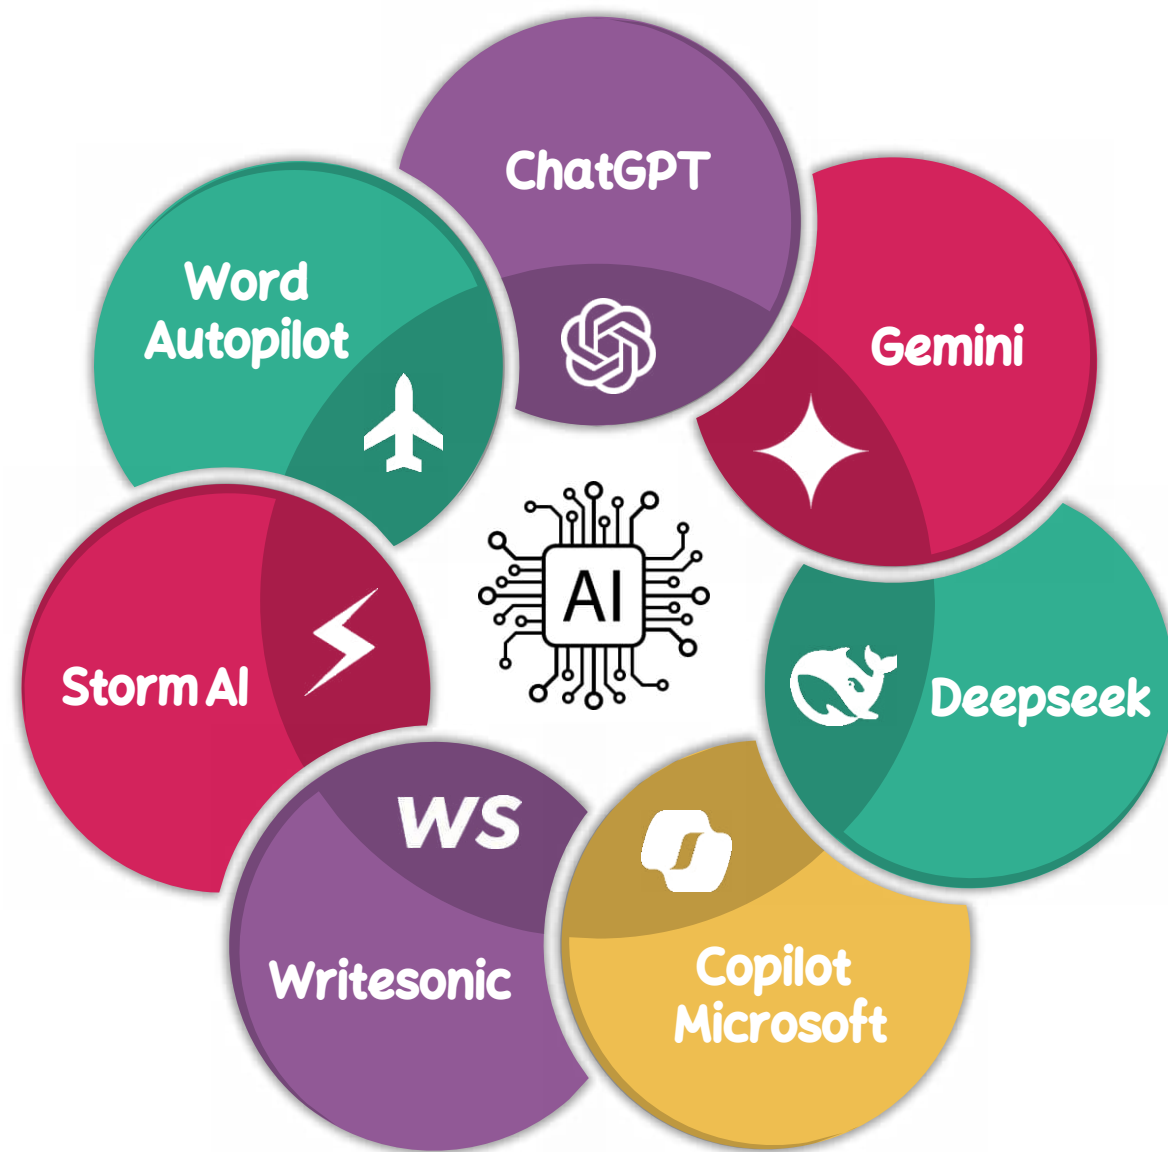 ChatGPT
Gemini
Deepseek
Copilot
Microsoft
Writesonic
WS
Storm AI
Word
Autopilot
AI